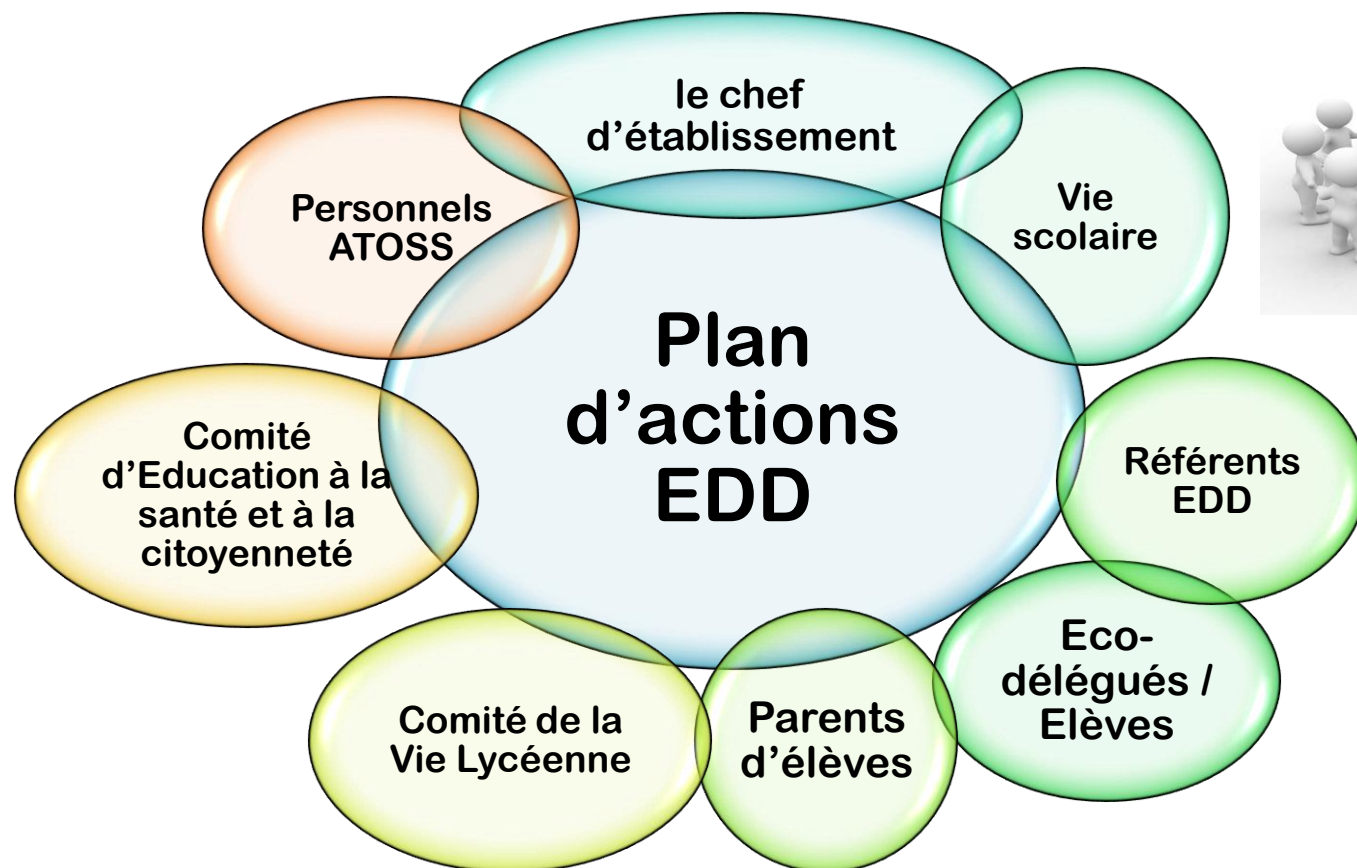 le chef
d’établissement
Personnels
ATOSS
Vie
scolaire
Plan
d’actions
EDD
Comité
d’Education à la
santé et à la
citoyenneté
Référents
EDD
Eco-
délégués /
Elèves
Comité de la
Vie Lycéenne
Parents
d’élèves